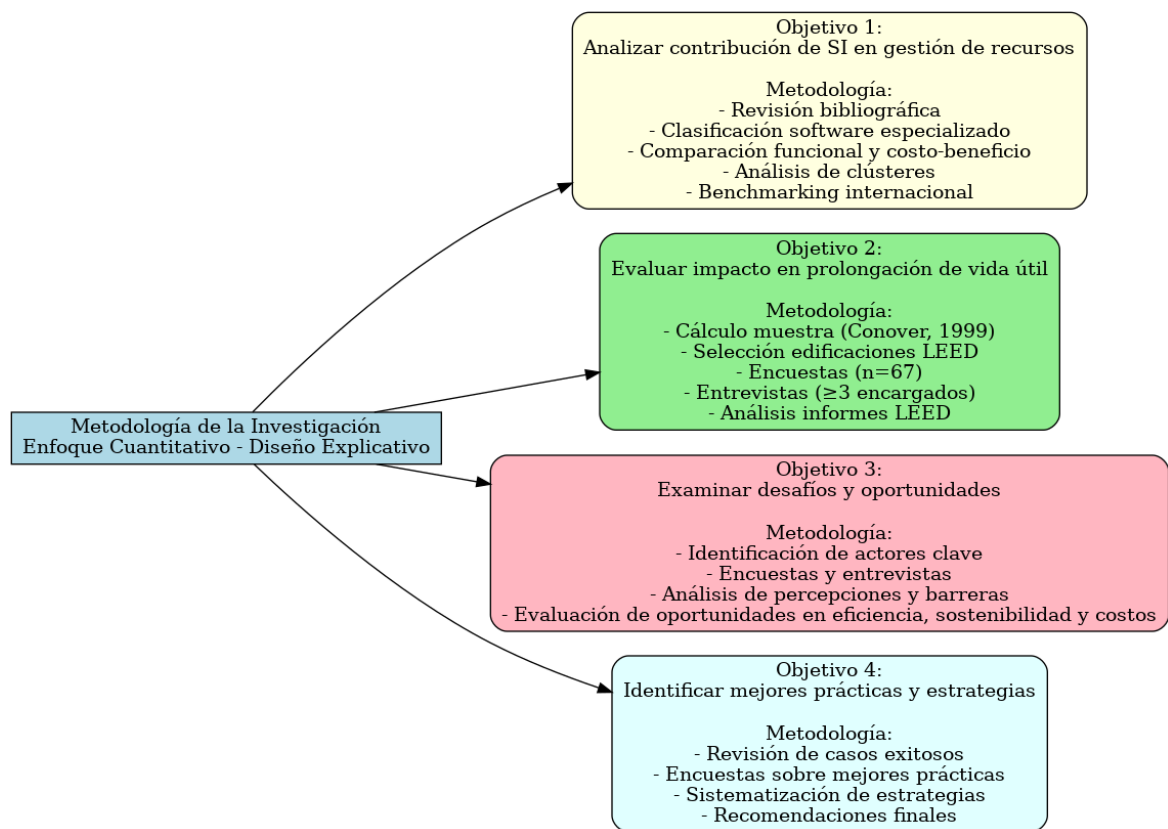 Metodología de la Investigación
Enfoque Cuantitativo - Diseño Explicativo
Objetivo 1:
Analizar contribución de SI en gestión de recursos
Metodología:
- Revisión bibliográfica
- Clasificación software especializado
- Comparación funcional y costo-beneficio
- Análisis de clústeres
- Benchmarking internacional
Objetivo 2:
Evaluar impacto en prolongación de vida útil
Metodología:
- Cálculo muestra (Conover, 1999)
- Selección edificaciones LEED
- Encuestas (n=67)
- Entrevistas (≥3 encargados)
- Análisis informes LEED
Objetivo 3:
Examinar desafíos y oportunidades
Metodología:
- Identificación de actores clave
- Encuestas y entrevistas
- Análisis de percepciones y barreras
- Evaluación de oportunidades en eficiencia, sostenibilidad y costos
Objetivo 4:
Identificar mejores prácticas y estrategias
Metodología:
- Revisión de casos exitosos
- Encuestas sobre mejores prácticas
- Sistematización de estrategias
- Recomendaciones finales